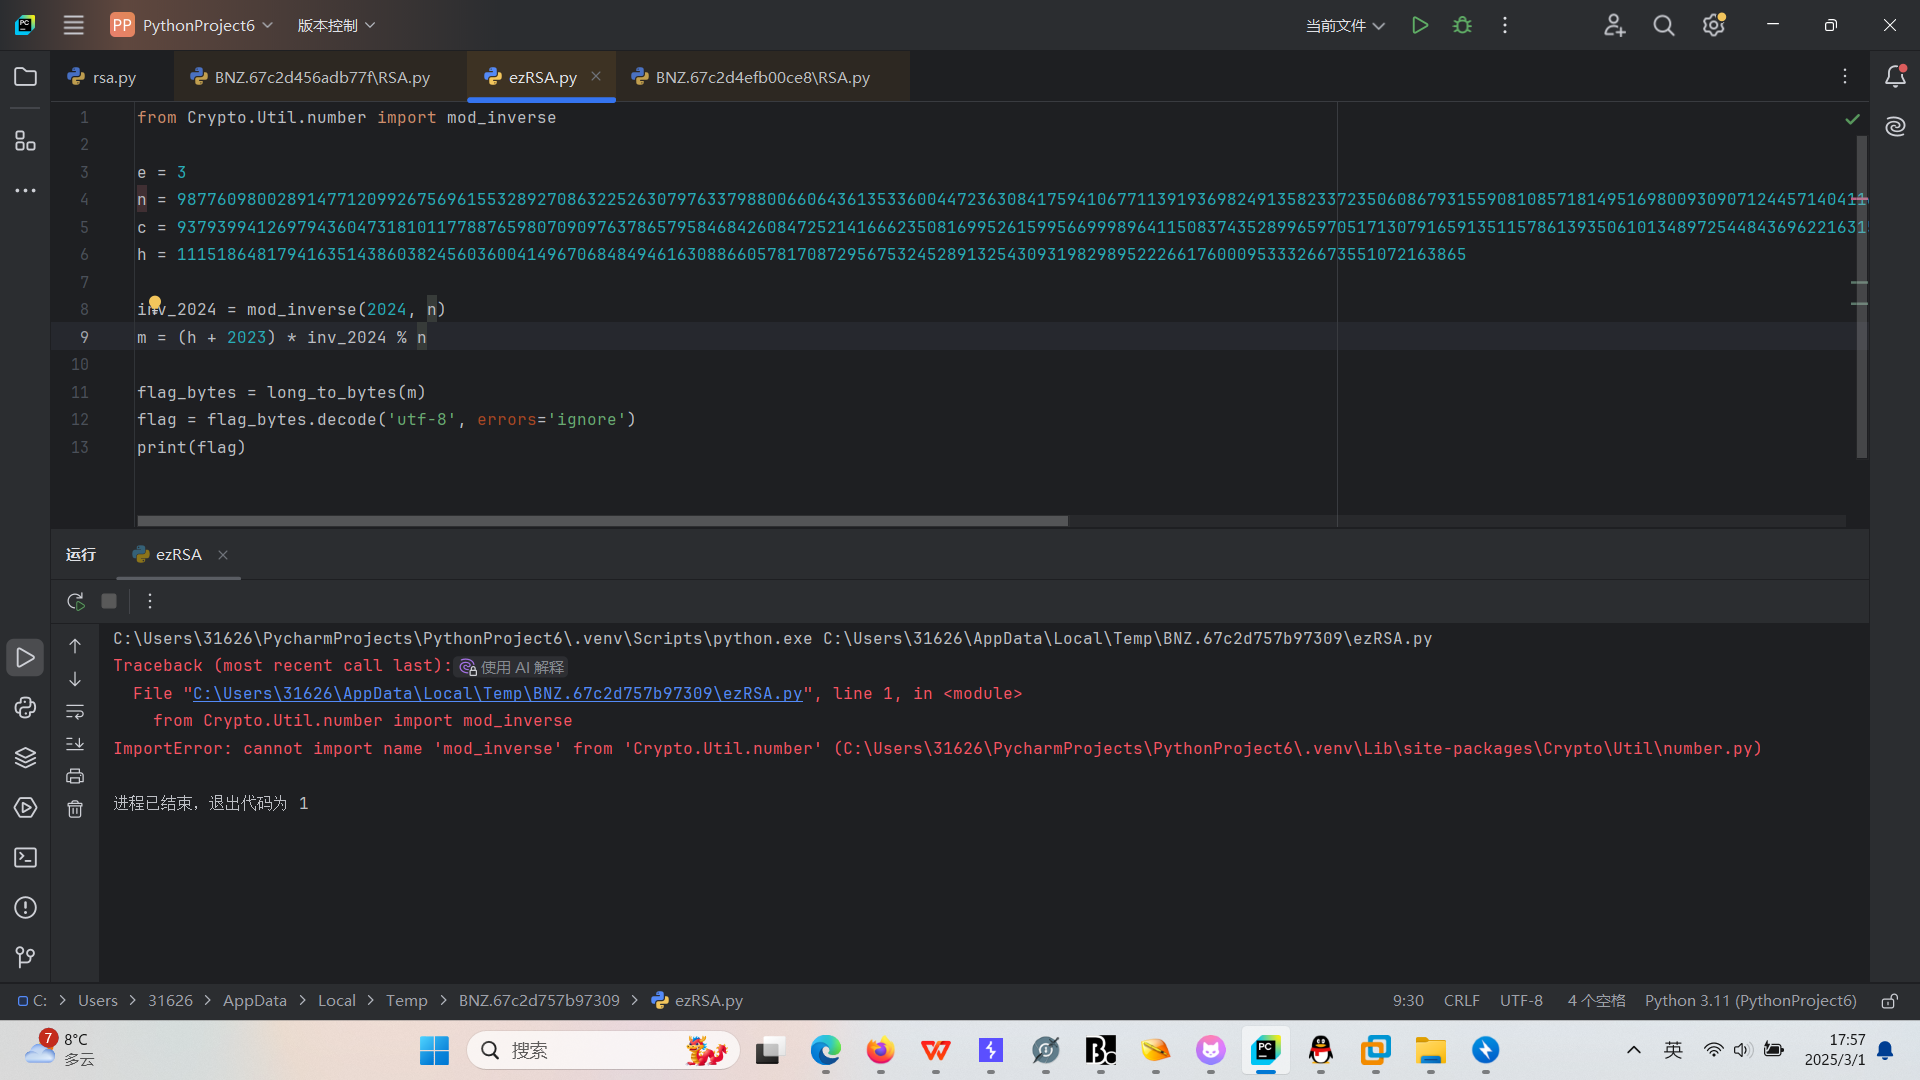 PP PythonProject6 版本控制 当前文件
rsa.py BNZ.67c2d456adb77f\RSA.py ezRSA.py BNZ.67c2d4efb00ce8\RSA.py
1 from Crypto.Util.number import mod_inverse
2
3 e = 3
4 n =
5 c =
6 h =
7
8 inv_2024 = mod_inverse(2024, n)
9 m = (h + 2023) * inv_2024 % n
10
11 flag_bytes = long_to_bytes(m)
12 flag = flag_bytes.decode('utf-8', errors='ignore')
13 print(flag)
运行 ezRSA
C:\Users\31626\PycharmProjects\PythonProject6\.venv\Scripts\python.exe C:\Users\31626\AppData\Local\Temp\BNZ.67c2d757b97309\ezRSA.py
Traceback (most recent call last): 使用 AI 解释
File "C:\Users\31626\AppData\Local\Temp\BNZ.67c2d757b97309\ezRSA.py", line 1, in <module>
from Crypto.Util.number import mod_inverse
ImportError: cannot import name 'mod_inverse' from 'Crypto.Util.number' (C:\Users\31626\PycharmProjects\PythonProject6\.venv\Lib\site-packages\Crypto\Util\number.py)
进程已结束，退出代码为 1
C: > Users > 31626 > AppData > Local > Temp > BNZ.67c2d757b97309 > ezRSA.py 9:30 CRLF UTF-8 4 个空格 Python 3.11 (PythonProject6)
7 8°C 搜索 英 17:57
多云 2025/3/1